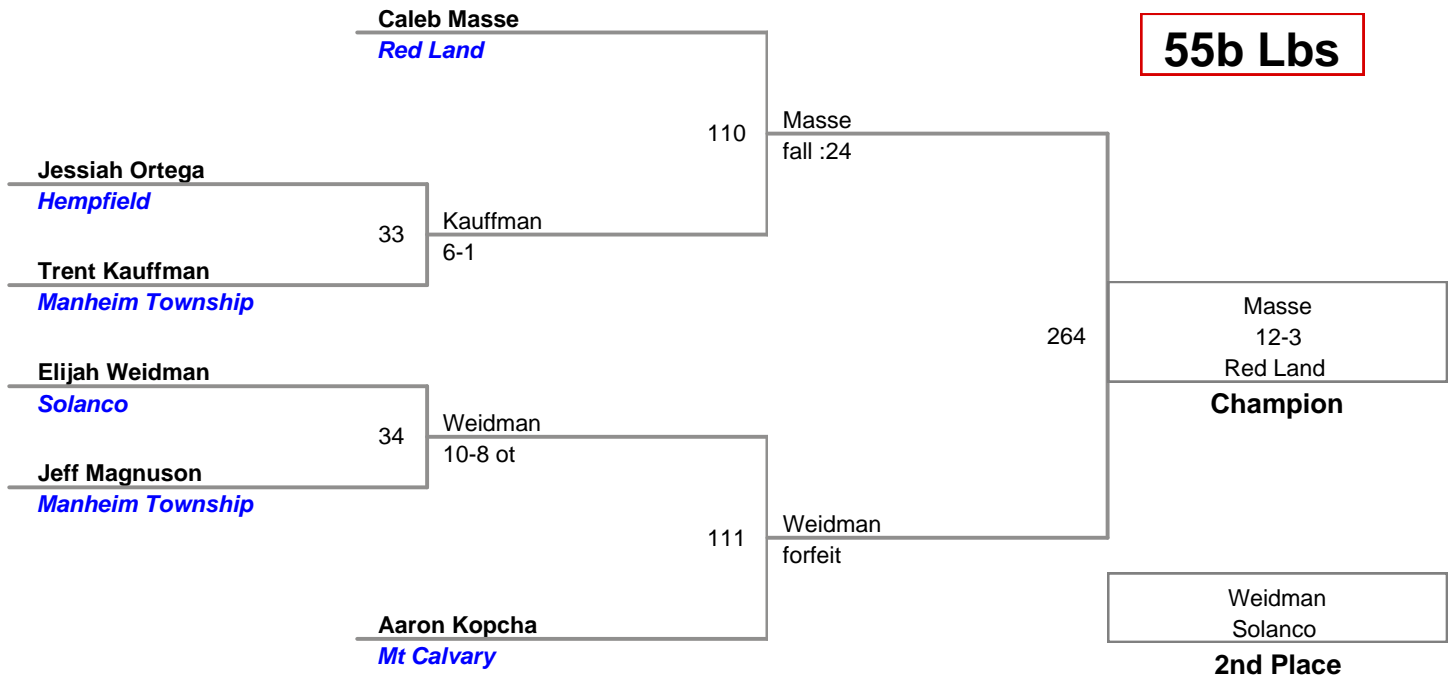 Caleb Masse
Red Land
55b Lbs
110
Masse
fall :24
Jessiah Ortega
Hempfield
33
Kauffman
6-1
Trent Kauffman
Manheim Township
264
Masse
12-3
Red Land
Champion
Elijah Weidman
Solanco
34
Weidman
10-8 ot
Jeff Magnuson
Manheim Township
111
Weidman
forfeit
Aaron Kopcha
Mt Calvary
Weidman
Solanco
2nd Place